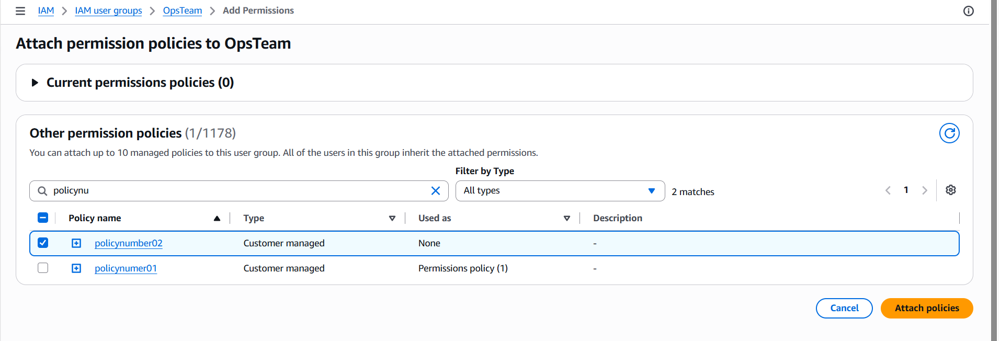 IAM > IAM user groups > OpsTeam > Add Permissions
Attach permission policies to OpsTeam
Current permissions policies (0)
Other permission policies (1/1178)
You can attach up to 10 managed policies to this user group. All of the users in this group inherit the attached permissions.
Filter by Type
policynu All types 2 matches 1
Policy name Type Used as Description
policynumber02 Customer managed None -
policynumer01 Customer managed Permissions policy (1) -
Cancel Attach policies